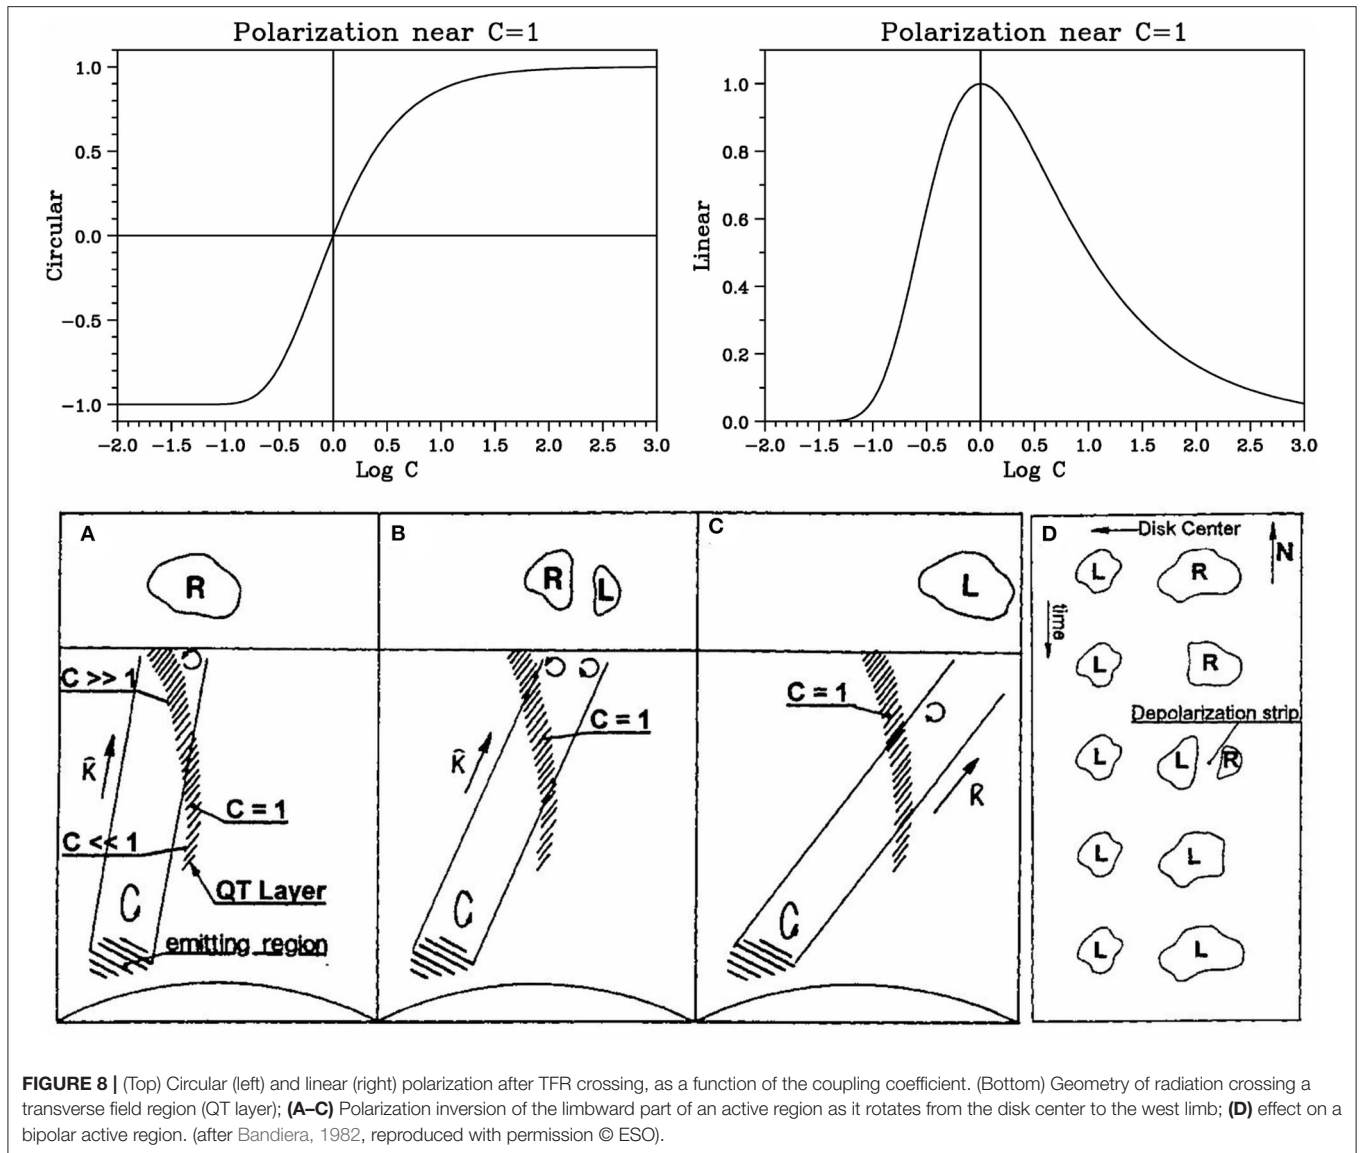 Polarization near C=1
1.0
0.5
0.0
−0.5
−1.0
Circular
-2.0 −1.5 −1.0 −0.5 0.0 0.5 1.0 1.5 2.0 2.5 3.0
Log C
Polarization near C=1
1.0
0.8
0.6
0.4
0.2
0.0
Linear
-2.0 −1.5 −1.0 −0.5 0.0 0.5 1.0 1.5 2.0 2.5 3.0
Log C
A
R
C >> 1
K̂
C = 1
C << 1
QT Layer
emitting region
B
R L
C = 1
K̂
C
L
C = 1
K
D
Disk Center
N
L R
time
L R
Depolarization strip
L L R
L L
L L
FIGURE 8 | (Top) Circular (left) and linear (right) polarization after TFR crossing, as a function of the coupling coefficient. (Bottom) Geometry of radiation crossing a
transverse field region (QT layer); (A–C) Polarization inversion of the limbward part of an active region as it rotates from the disk center to the west limb; (D) effect on a
bipolar active region. (after Bandiera, 1982, reproduced with permission © ESO).